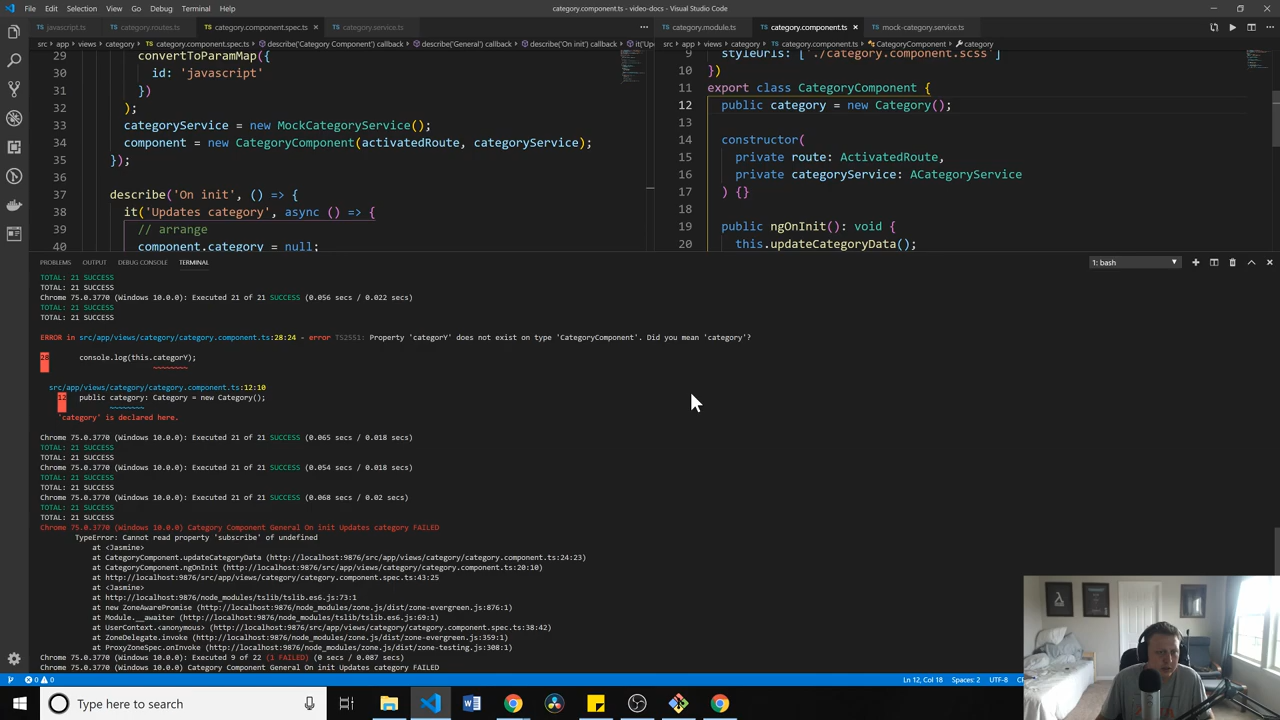 File Edit Selection View Go Debug Terminal Help
category.component.ts - video-docs - Visual Studio Code
javascript.ts
category.routes.ts
category.component.spec.ts
category.service.ts
category.module.ts
category.component.ts
mock-category.service.ts
src app views category category.component.spec.ts describe('Category Component') callback describe('General') callback describe('On init') callback
src app views category category.component.ts CategoryComponent category
29 convertToParamMap({
30 id: 'javascript'
31 })
32 );
33 categoryService = new MockCategoryService();
34 component = new CategoryComponent(activatedRoute, categoryService);
35 });
36
37 describe('On init', () => {
38 it('Updates category', async () => {
39 // arrange
40 component.category = null;
9 styleUrls: ['./category.component.scss']
10 })
11 export class CategoryComponent {
12 public category = new Category();
13
14 constructor(
15 private route: ActivatedRoute,
16 private categoryService: ACategoryService
17 ) {}
18
19 public ngOnInit(): void {
20 this.updateCategoryData();
PROBLEMS OUTPUT DEBUG CONSOLE TERMINAL
1: bash
TOTAL: 21 SUCCESS
TOTAL: 21 SUCCESS
Chrome 75.0.3770 (Windows 10.0.0): Executed 21 of 21 SUCCESS (0.056 secs / 0.022 secs)
TOTAL: 21 SUCCESS
TOTAL: 21 SUCCESS
ERROR in src/app/views/category/category.component.ts:28:24 - error TS2551: Property 'categorY' does not exist on type 'CategoryComponent'. Did you mean 'category'?
28 console.log(this.categorY);
src/app/views/category/category.component.ts:12:10
12 public category: Category = new Category();
'category' is declared here.
Chrome 75.0.3770 (Windows 10.0.0): Executed 21 of 21 SUCCESS (0.065 secs / 0.018 secs)
TOTAL: 21 SUCCESS
TOTAL: 21 SUCCESS
Chrome 75.0.3770 (Windows 10.0.0): Executed 21 of 21 SUCCESS (0.054 secs / 0.018 secs)
TOTAL: 21 SUCCESS
TOTAL: 21 SUCCESS
Chrome 75.0.3770 (Windows 10.0.0): Executed 21 of 21 SUCCESS (0.068 secs / 0.02 secs)
TOTAL: 21 SUCCESS
TOTAL: 21 SUCCESS
Chrome 75.0.3770 (Windows 10.0.0) Category Component General On init Updates category FAILED
TypeError: Cannot read property 'subscribe' of undefined
at <Jasmine>
at CategoryComponent.updateCategoryData (http://localhost:9876/src/app/views/category/category.component.ts:24:23)
at CategoryComponent.ngOnInit (http://localhost:9876/src/app/views/category/category.component.ts:20:10)
at http://localhost:9876/src/app/views/category/category.component.spec.ts:43:25
at <Jasmine>
at http://localhost:9876/node_modules/tslib/tslib.es6.js:73:1
at new ZoneAwarePromise (http://localhost:9876/node_modules/zone.js/dist/zone-evergreen.js:876:1)
at Module.__awaiter (http://localhost:9876/node_modules/tslib/tslib.es6.js:69:1)
at UserContext.<anonymous> (http://localhost:9876/src/app/views/category/category.component.spec.ts:38:42)
at ZoneDelegate.invoke (http://localhost:9876/node_modules/zone.js/dist/zone-evergreen.js:359:1)
at ProxyZoneSpec.onInvoke (http://localhost:9876/node_modules/zone.js/dist/zone-testing.js:308:1)
Chrome 75.0.3770 (Windows 10.0.0): Executed 9 of 22 (1 FAILED) (0 secs / 0.087 secs)
Chrome 75.0.3770 (Windows 10.0.0) Category Component General On init Updates category FAILED
0 0
Ln 12, Col 18 Spaces: 2 UTF-8
Type here to search